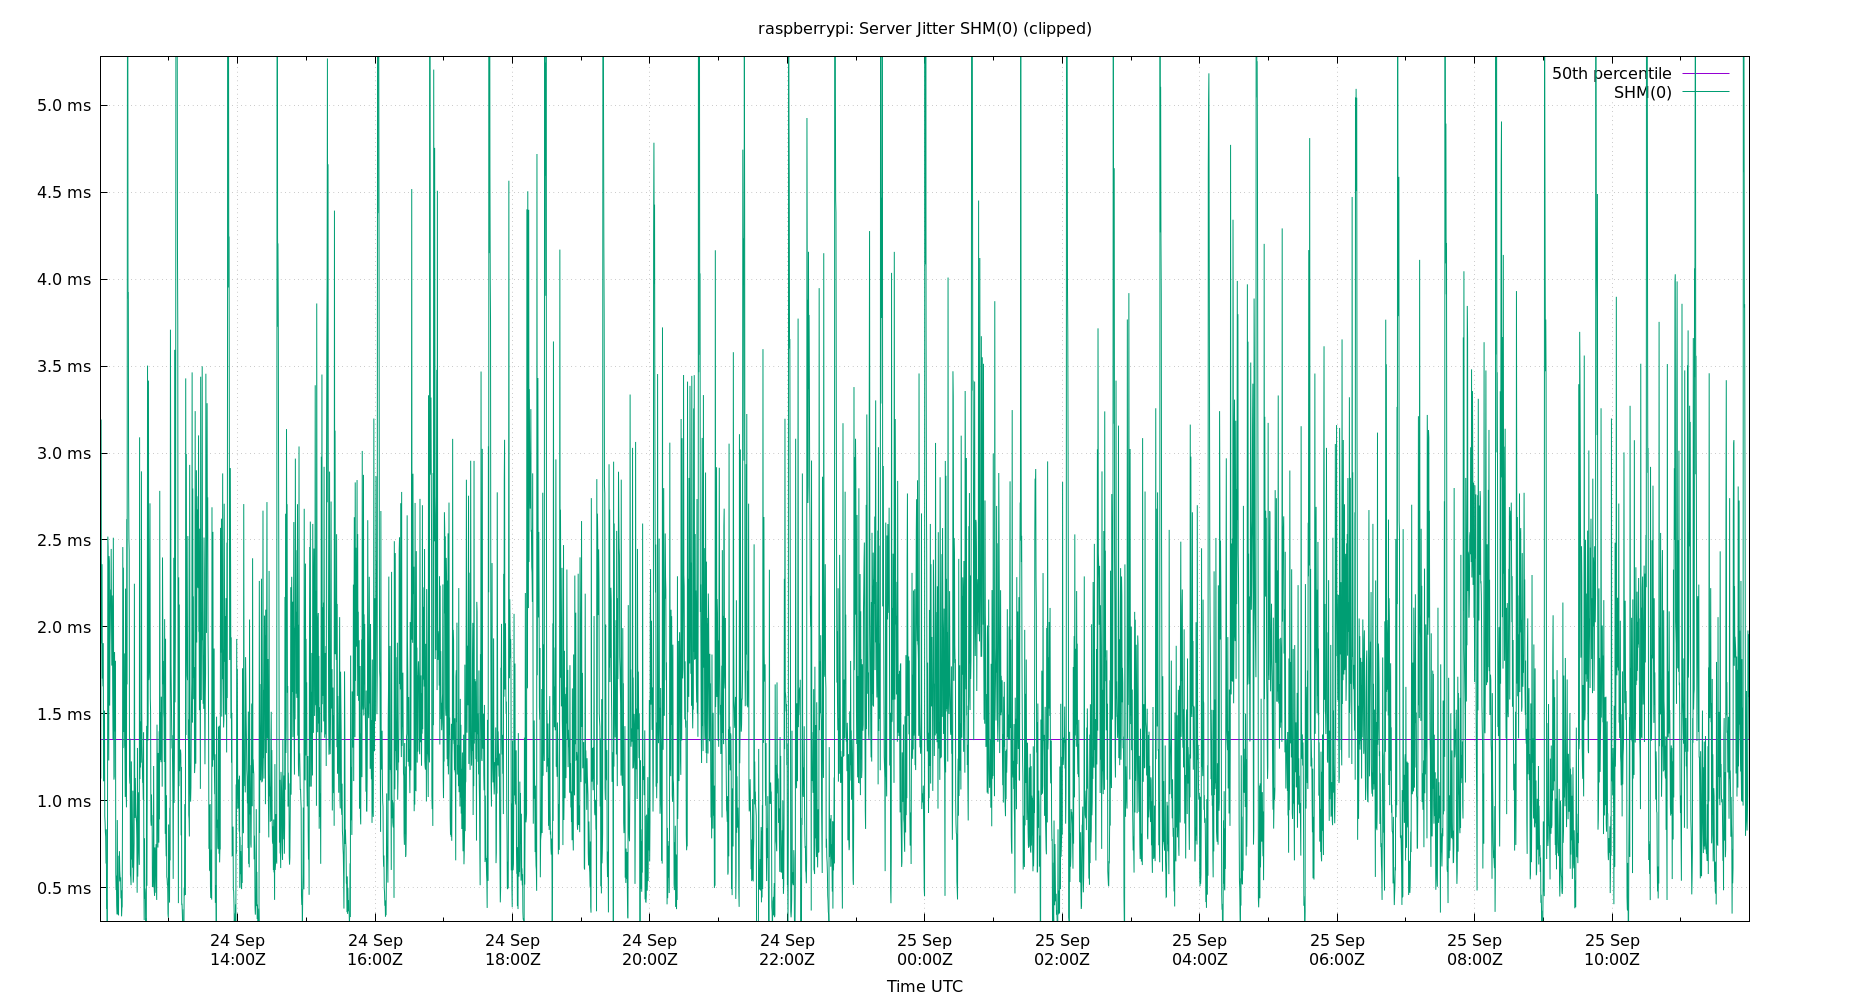 raspberrypi: Server Jitter SHM(0) (clipped)
50th percentile
SHM(0)
5.0 ms
4.5 ms
4.0 ms
3.5 ms
3.0 ms
2.5 ms
2.0 ms
1.5 ms
1.0 ms
0.5 ms
24 Sep 24 Sep 24 Sep 24 Sep 24 Sep 25 Sep 25 Sep 25 Sep 25 Sep 25 Sep 25 Sep
14:00Z 16:00Z 18:00Z 20:00Z 22:00Z 00:00Z 02:00Z 04:00Z 06:00Z 08:00Z 10:00Z
Time UTC